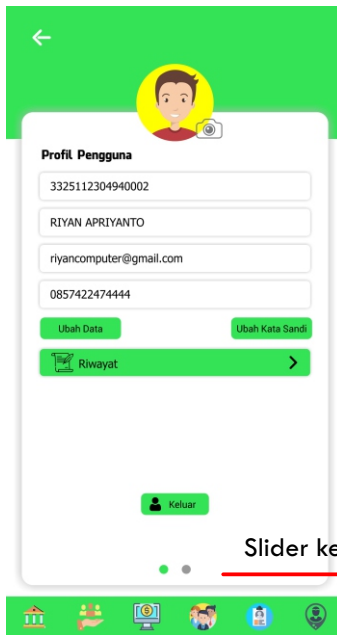 Profil Pengguna
3325112304940002
RIYAN APRIYANTO
riyancomputer@gmail.com
0857422474444
Ubah Data
Ubah Kata Sandi
Riwayat
Keluar
Slider ke